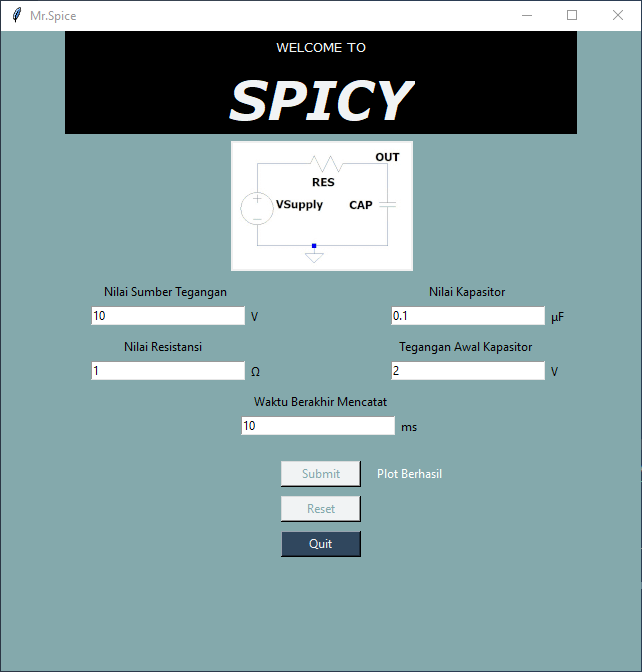 Mr.Spice
WELCOME TO
SPICY
OUT
RES
VSupply
CAP
Nilai Sumber Tegangan
Nilai Kapasitor
10 V
0.1 µF
Nilai Resistansi
Tegangan Awal Kapasitor
1 Ω
2 V
Waktu Berakhir Mencatat
10 ms
Submit
Plot Berhasil
Reset
Quit